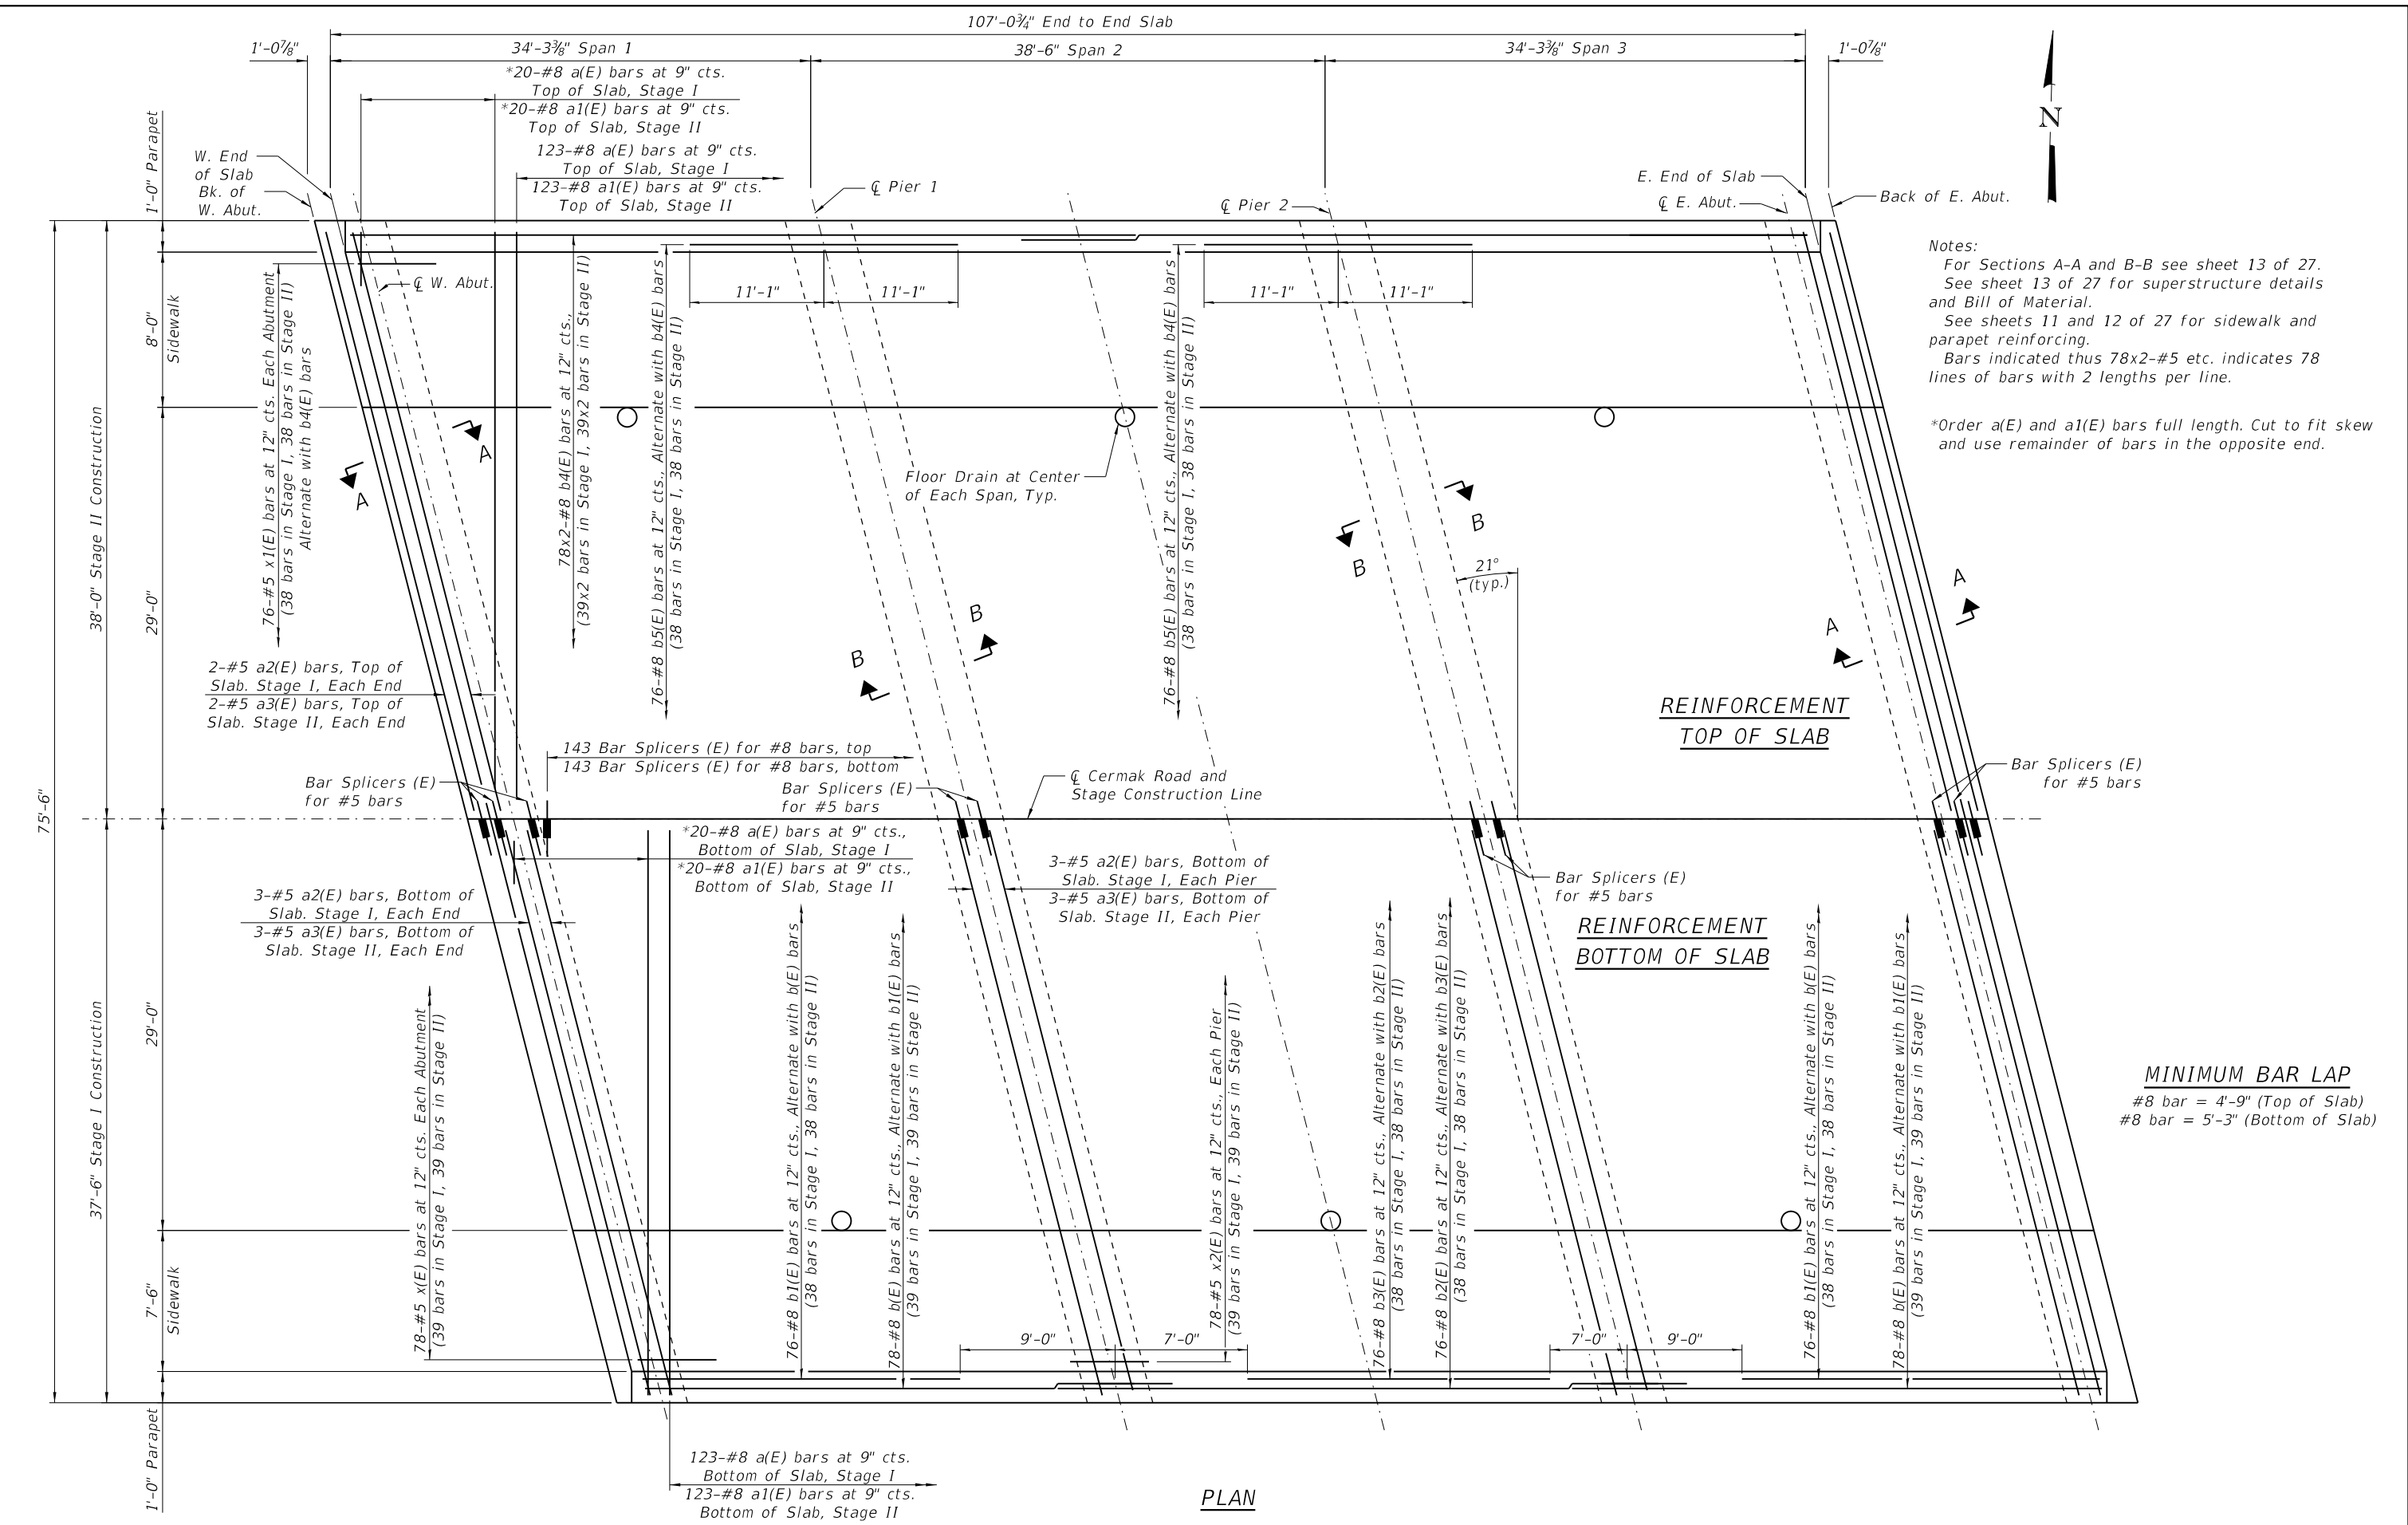 107'-0¾" End to End Slab
1'-0⅞"
34'-3⅜" Span 1
38'-6" Span 2
34'-3⅜" Span 3
1'-0⅞"
*20-#8 a(E) bars at 9" cts.
Top of Slab, Stage I
*20-#8 a1(E) bars at 9" cts.
Top of Slab, Stage II
123-#8 a(E) bars at 9" cts.
Top of Slab, Stage I
123-#8 a1(E) bars at 9" cts.
Top of Slab, Stage II
W. End
of Slab
Bk. of
W. Abut.
℄ Pier 1
℄ Pier 2
E. End of Slab
℄ E. Abut.
Back of E. Abut.
N
1'-0" Parapet
8'-0"
Sidewalk
38'-0" Stage II Construction
29'-0"
75'-6"
℄ W. Abut.
76-#5 x1(E) bars at 12" cts. Each Abutment
(38 bars in Stage I, 38 bars in Stage II)
Alternate with b4(E) bars
78x2-#8 b4(E) bars at 12" cts.,
(39x2 bars in Stage I, 39x2 bars in Stage II)
76-#8 b5(E) bars at 12" cts., Alternate with b4(E) bars
(38 bars in Stage I, 38 bars in Stage II)
11'-1"
11'-1"
76-#8 b5(E) bars at 12" cts., Alternate with b4(E) bars
(38 bars in Stage I, 38 bars in Stage II)
11'-1"
11'-1"
Notes:
For Sections A-A and B-B see sheet 13 of 27.
See sheet 13 of 27 for superstructure details
and Bill of Material.
See sheets 11 and 12 of 27 for sidewalk and
parapet reinforcing.
Bars indicated thus 78x2-#5 etc. indicates 78
lines of bars with 2 lengths per line.
*Order a(E) and a1(E) bars full length. Cut to fit skew
and use remainder of bars in the opposite end.
A
A
Floor Drain at Center
of Each Span, Typ.
B
B
21°
(typ.)
B
B
A
A
2-#5 a2(E) bars, Top of
Slab. Stage I, Each End
2-#5 a3(E) bars, Top of
Slab. Stage II, Each End
REINFORCEMENT
TOP OF SLAB
143 Bar Splicers (E) for #8 bars, top
143 Bar Splicers (E) for #8 bars, bottom
Bar Splicers (E)
for #5 bars
Bar Splicers (E)
for #5 bars
℄ Cermak Road and
Stage Construction Line
Bar Splicers (E)
for #5 bars
*20-#8 a(E) bars at 9" cts.,
Bottom of Slab, Stage I
*20-#8 a1(E) bars at 9" cts.,
Bottom of Slab, Stage II
3-#5 a2(E) bars, Bottom of
Slab. Stage I, Each Pier
3-#5 a3(E) bars, Bottom of
Slab. Stage II, Each Pier
Bar Splicers (E)
for #5 bars
3-#5 a2(E) bars, Bottom of
Slab. Stage I, Each End
3-#5 a3(E) bars, Bottom of
Slab. Stage II, Each End
REINFORCEMENT
BOTTOM OF SLAB
37'-6" Stage I Construction
29'-0"
7'-6"
Sidewalk
1'-0" Parapet
78-#5 x(E) bars at 12" cts. Each Abutment
(39 bars in Stage I, 39 bars in Stage II)
76-#8 b1(E) bars at 12" cts., Alternate with b(E) bars
(38 bars in Stage I, 38 bars in Stage II)
78-#8 b(E) bars at 12" cts., Alternate with b1(E) bars
(39 bars in Stage I, 39 bars in Stage II)
9'-0"
7'-0"
78-#5 x2(E) bars at 12" cts., Each Pier
(39 bars in Stage I, 39 bars in Stage II)
76-#8 b3(E) bars at 12" cts., Alternate with b2(E) bars
(38 bars in Stage I, 38 bars in Stage II)
76-#8 b2(E) bars at 12" cts., Alternate with b3(E) bars
(38 bars in Stage I, 38 bars in Stage II)
7'-0"
9'-0"
76-#8 b1(E) bars at 12" cts., Alternate with b(E) bars
(38 bars in Stage I, 38 bars in Stage II)
78-#8 b(E) bars at 12" cts., Alternate with b1(E) bars
(39 bars in Stage I, 39 bars in Stage II)
MINIMUM BAR LAP
#8 bar = 4'-9" (Top of Slab)
#8 bar = 5'-3" (Bottom of Slab)
123-#8 a(E) bars at 9" cts.
Bottom of Slab, Stage I
123-#8 a1(E) bars at 9" cts.
Bottom of Slab, Stage II
PLAN